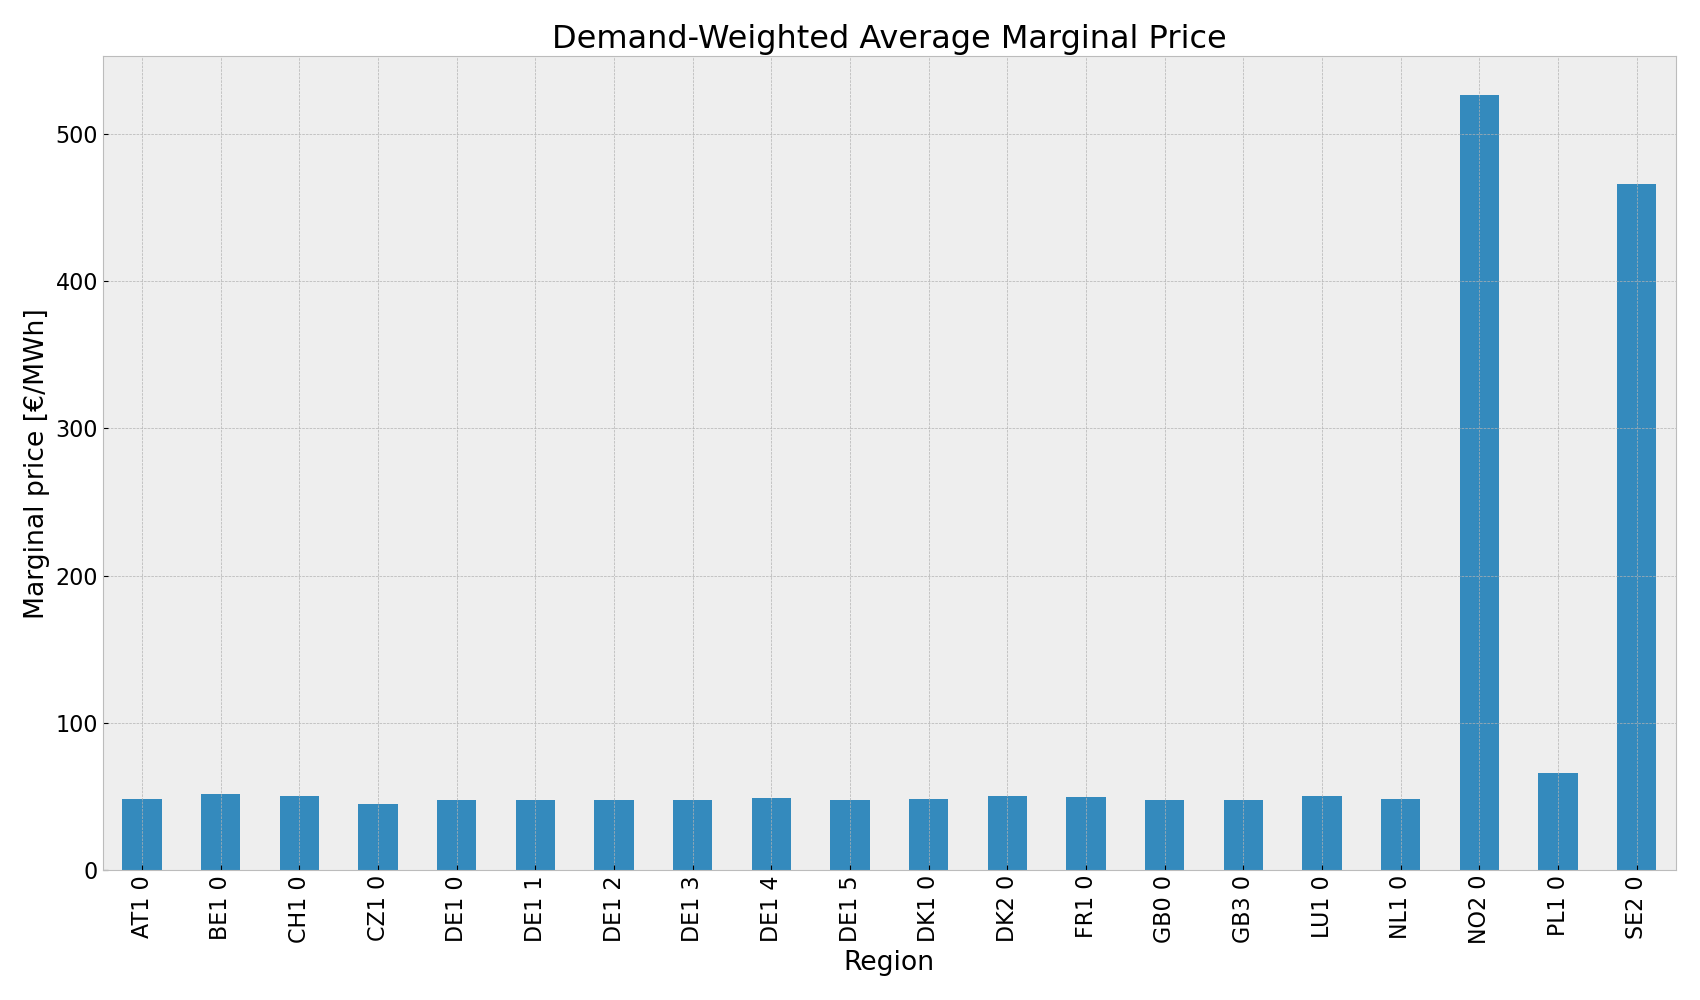 Demand-Weighted Average Marginal Price
Marginal price [€/MWh]
500
400
300
200
100
0
AT1 0
BE1 0
CH1 0
CZ1 0
DE1 0
DE1 1
DE1 2
DE1 3
DE1 4
DE1 5
DK1 0
DK2 0
FR1 0
GB0 0
GB3 0
LU1 0
NL1 0
NO2 0
PL1 0
SE2 0
Region